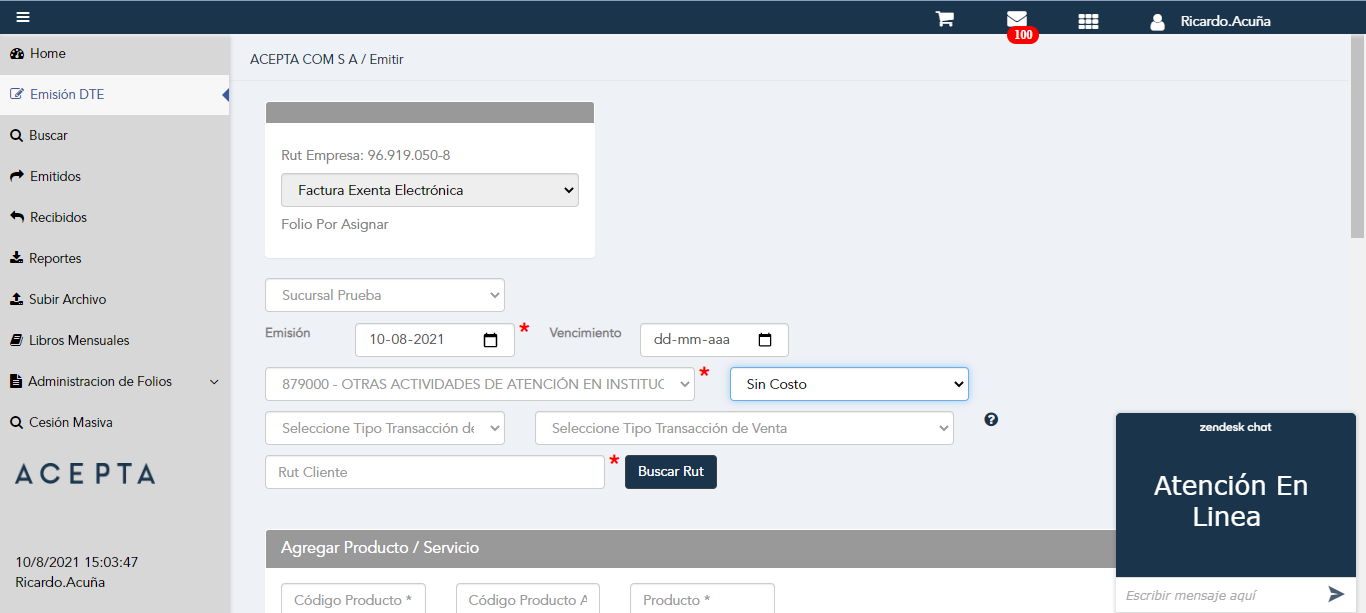 100
Ricardo.Acuña
Home
Emisión DTE
Buscar
Emitidos
Recibidos
Reportes
Subir Archivo
Libros Mensuales
Administracion de Folios
Cesión Masiva
ACEPTA
10/8/2021 15:03:47
Ricardo.Acuña
ACEPTA COM S A / Emitir
Rut Empresa: 96.919.050-8
Factura Exenta Electrónica
Folio Por Asignar
Sucursal Prueba
Emisión 10-08-2021 * Vencimiento dd-mm-aaa
879000 - OTRAS ACTIVIDADES DE ATENCIÓN EN INSTITUC * Sin Costo
Seleccione Tipo Transacción de Seleccione Tipo Transacción de Venta ?
Rut Cliente * Buscar Rut
Agregar Producto / Servicio
Código Producto * Código Producto A Producto *
zendesk chat
Atención En
Linea
Escribir mensaje aquí